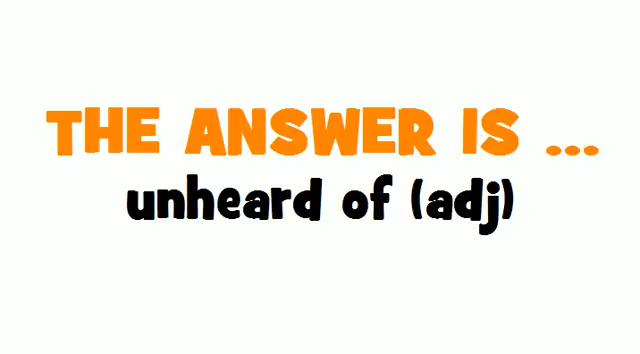 THE ANSWER IS ...
unheard of (adj)